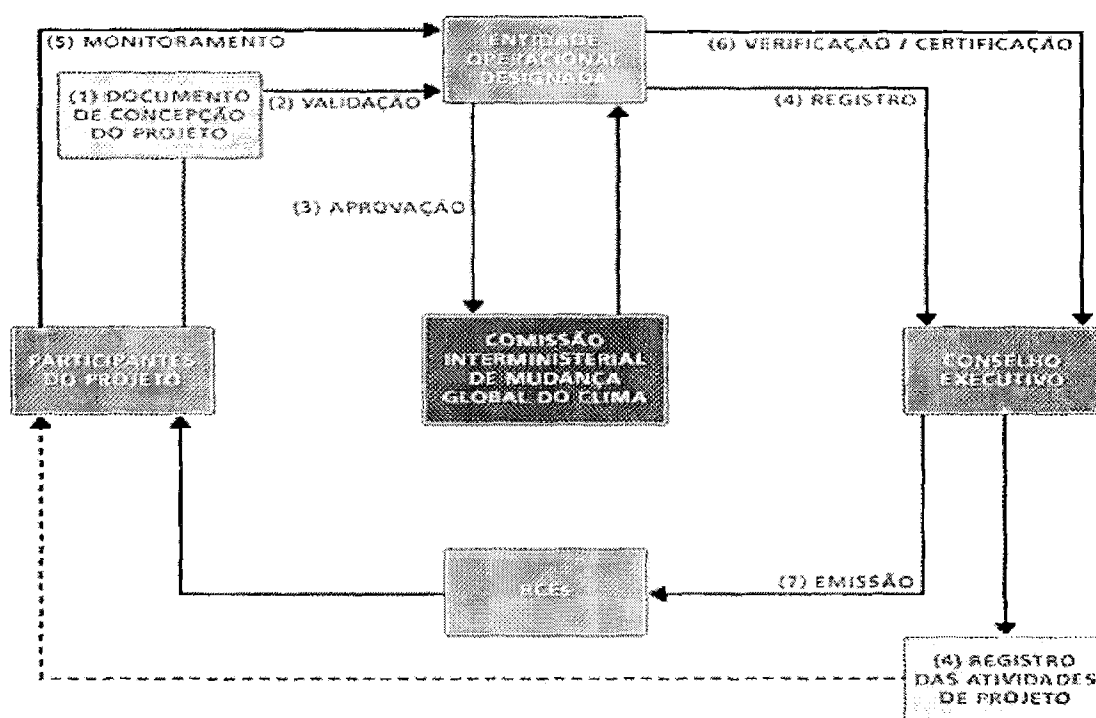 (5) MONITORAMENTO
ENTIDADE
OPERACIONAL
DESIGNADA
(6) VERIFICAÇÃO / CERTIFICAÇÃO
(1) DOCUMENTO
DE CONCEPÇÃO
DO PROJETO
(2) VALIDAÇÃO
(4) REGISTRO
(3) APROVAÇÃO
PARTICIPANTES
DO PROJETO
COMISSÃO
INTERMINISTERIAL
DE MUDANÇA
GLOBAL DO CLIMA
CONSELHO
EXECUTIVO
RCEs
(7) EMISSÃO
(4) REGISTRO
DAS ATIVIDADES
DE PROJETO